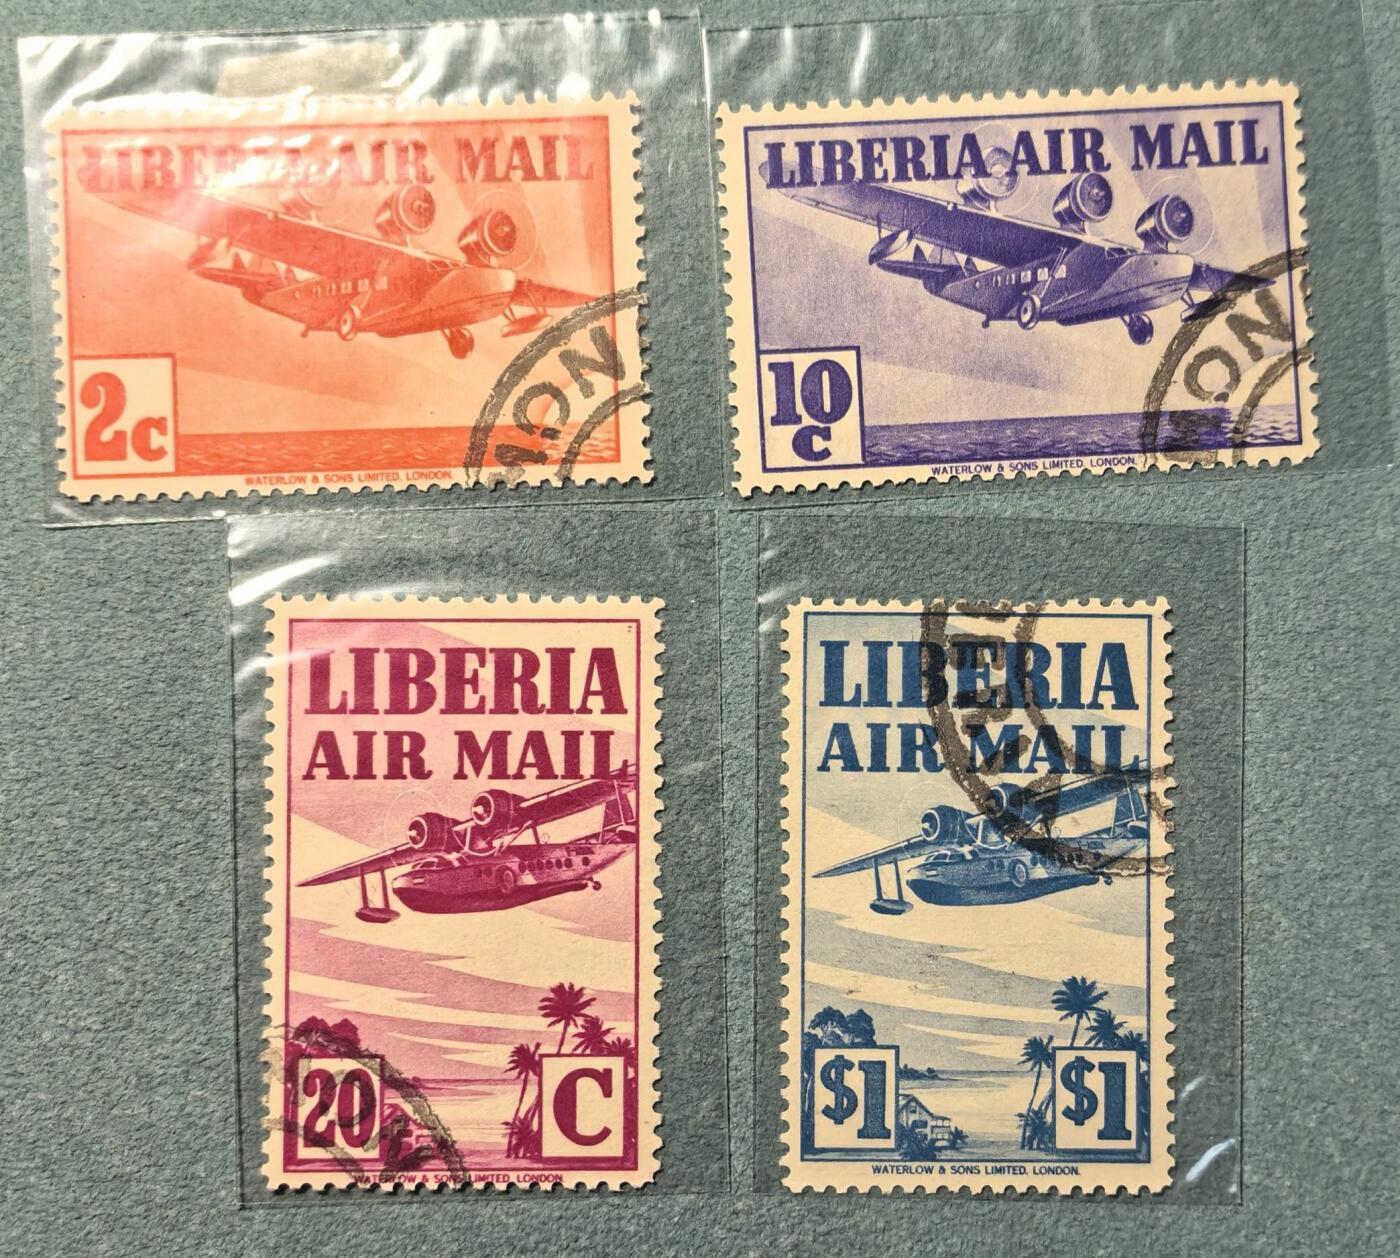 LIBERIA AIR MAIL
2c
WATERLOW & SONS LIMITED, LONDON.
LIBERIA AIR MAIL
10
C
WATERLOW & SONS LIMITED, LONDON.
LIBERIA
AIR MAIL
20 C
WATERLOW & SONS LIMITED, LONDON.
LIBERIA
AIR MAIL
$1 $1
WATERLOW & SONS LIMITED, LONDON.